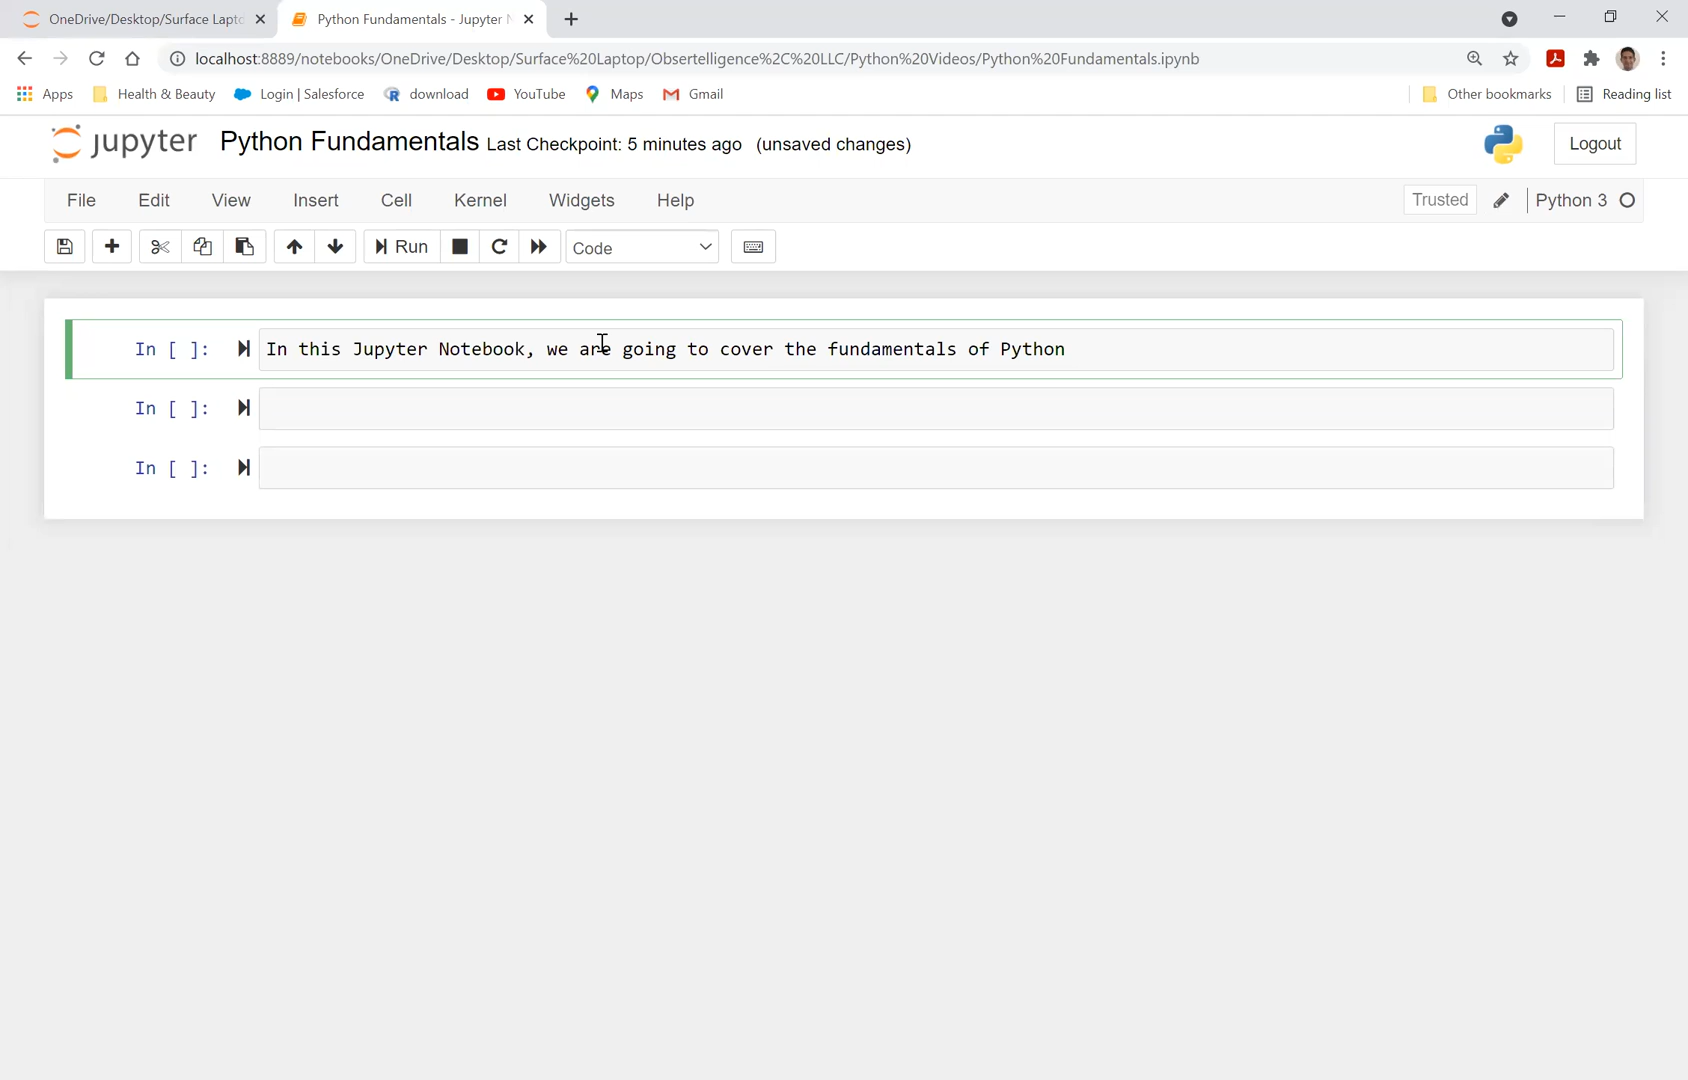 OneDrive/Desktop/Surface Lapt
Python Fundamentals - Jupyter N
localhost:8889/notebooks/OneDrive/Desktop/Surface%20Laptop/Obsertelligence%2C%20LLC/Python%20Videos/Python%20Fundamentals.ipynb
Apps Health & Beauty Login | Salesforce download YouTube Maps Gmail Other bookmarks Reading list
jupyter Python Fundamentals Last Checkpoint: 5 minutes ago (unsaved changes) Logout
File Edit View Insert Cell Kernel Widgets Help Trusted Python 3
Run Code
In [ ]: In this Jupyter Notebook, we are going to cover the fundamentals of Python
In [ ]:
In [ ]: